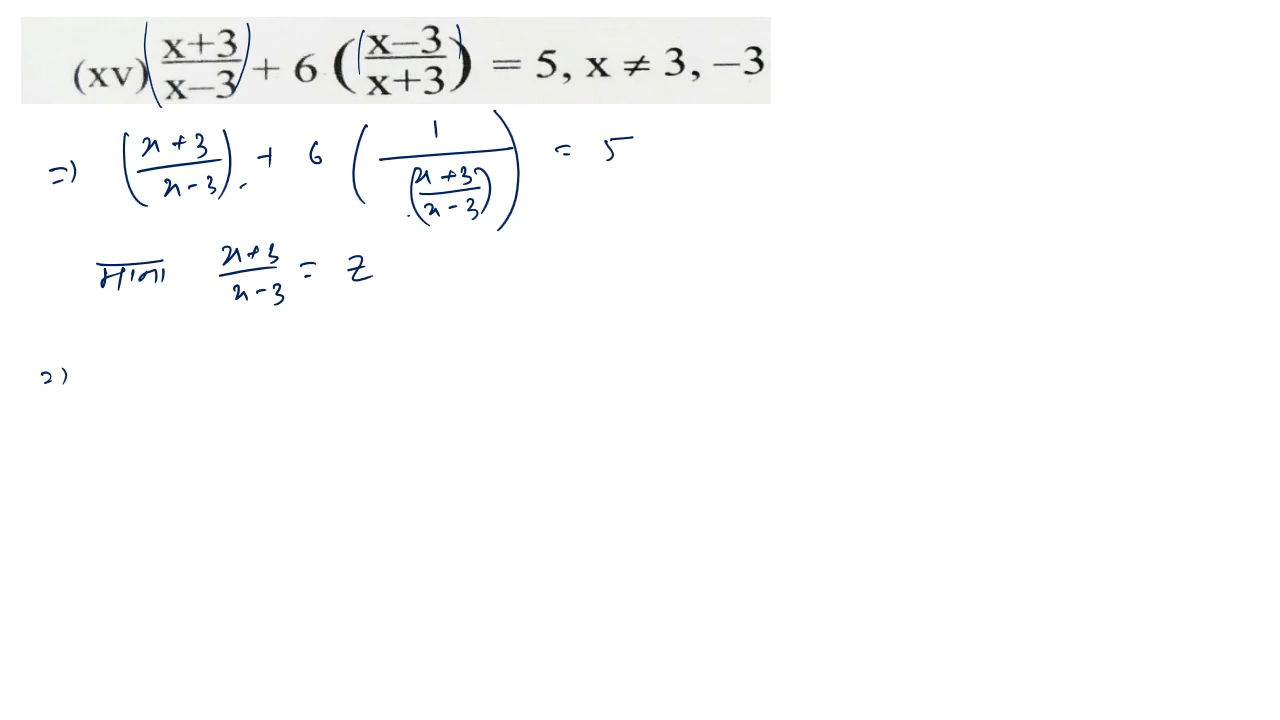 (xv) (x+3/x−3) + 6 (x−3/x+3) = 5, x ≠ 3, −3
⇒) (x+3/x-3) + 6 (1/(x+3/x-3)) = 5
माना x+3/x-3 = z